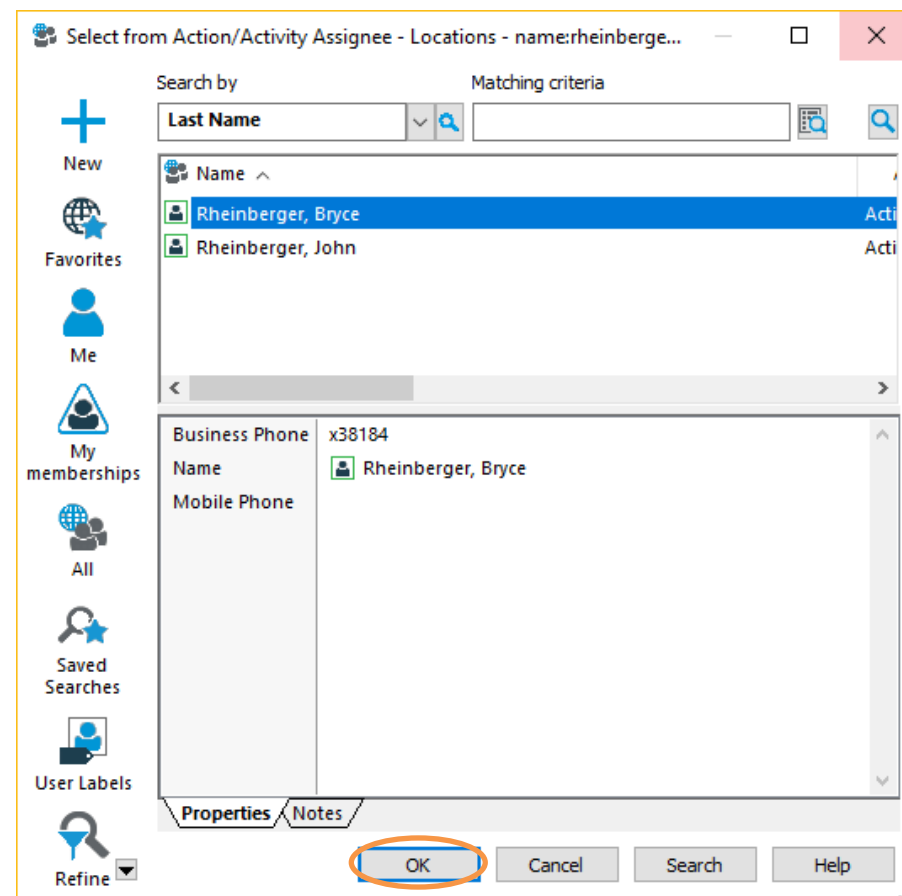 Select from Action/Activity Assignee - Locations - name:rheinberge...
Search by
Matching criteria
Last Name
New
Name
Rheinberger, Bryce
Acti
Rheinberger, John
Acti
Favorites
Me
My
memberships
All
Saved
Searches
User Labels
Refine
Business Phone x38184
Name Rheinberger, Bryce
Mobile Phone
Properties Notes
OK Cancel Search Help